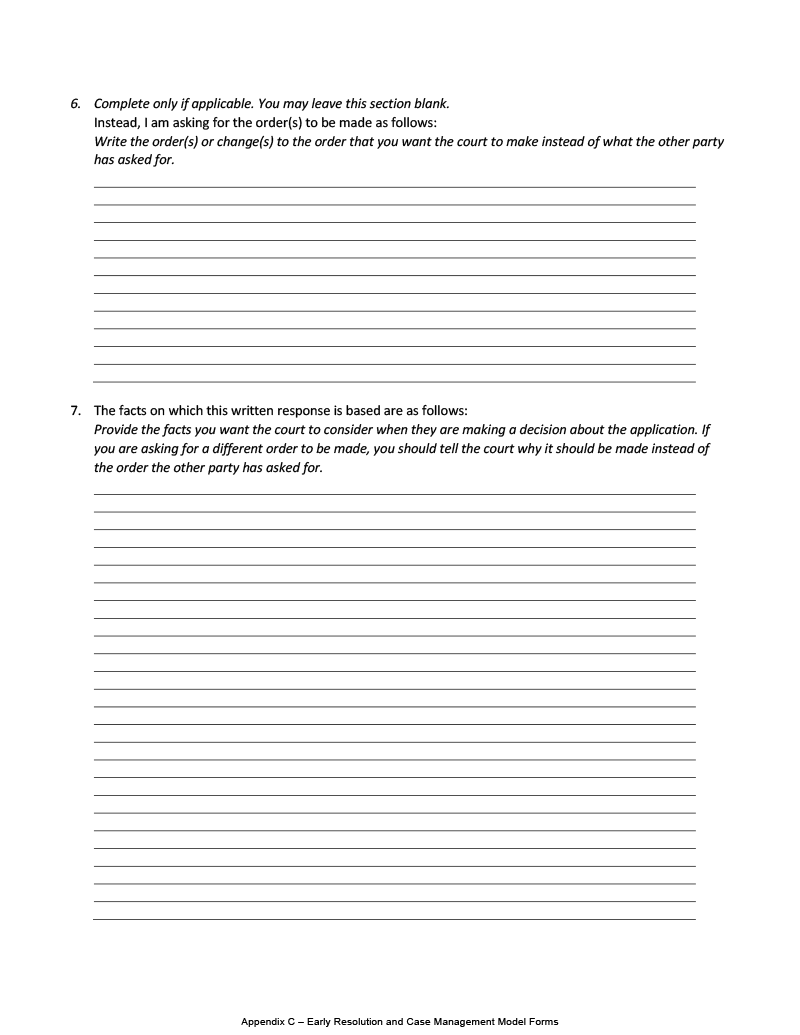 6. Complete only if applicable. You may leave this section blank.
Instead, I am asking for the order(s) to be made as follows:
Write the order(s) or change(s) to the order that you want the court to make instead of what the other party
has asked for.
7. The facts on which this written response is based are as follows:
Provide the facts you want the court to consider when they are making a decision about the application. If
you are asking for a different order to be made, you should tell the court why it should be made instead of
the order the other party has asked for.
Appendix C – Early Resolution and Case Management Model Forms